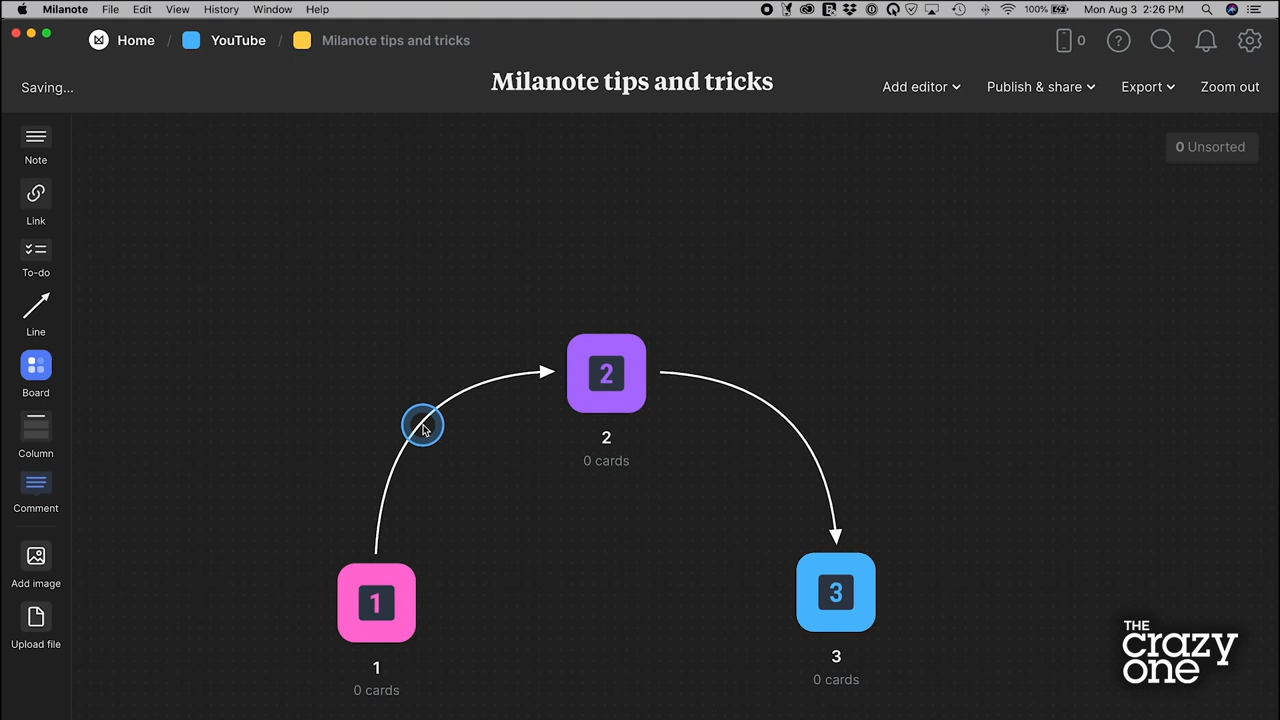 Milanote File Edit View History Window Help 100% Mon Aug 3 2:26 PM
Home / YouTube / Milanote tips and tricks 0 ?
Saving... Milanote tips and tricks Add editor Publish & share Export Zoom out
0 Unsorted
Note
Link
To-do
Line
Board
Column
Comment
Add image
Upload file
2
2
0 cards
1
1
0 cards
3
3
0 cards
THE
crazy
one